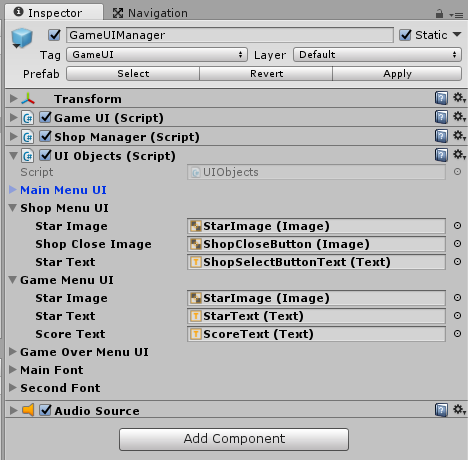 Inspector Navigation
GameUIManager Static
Tag GameUI Layer Default
Prefab Select Revert Apply
Transform
Game UI (Script)
Shop Manager (Script)
UI Objects (Script)
Script UIObjects
Main Menu UI
Shop Menu UI
Star Image StarImage (Image)
Shop Close Image ShopCloseButton (Image)
Star Text ShopSelectButtonText (Text)
Game Menu UI
Star Image StarImage (Image)
Star Text StarText (Text)
Score Text ScoreText (Text)
Game Over Menu UI
Main Font
Second Font
Audio Source
Add Component